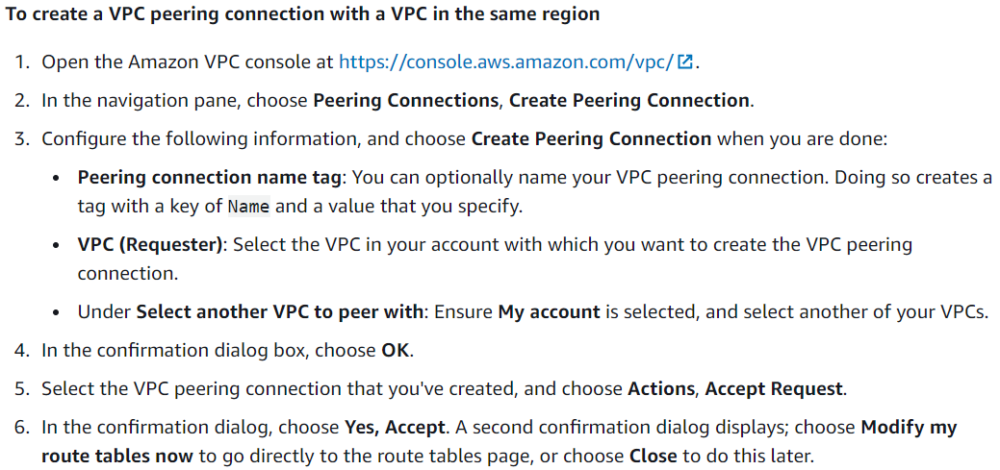 To create a VPC peering connection with a VPC in the same region
1. Open the Amazon VPC console at https://console.aws.amazon.com/vpc/.
2. In the navigation pane, choose Peering Connections, Create Peering Connection.
3. Configure the following information, and choose Create Peering Connection when you are done:
• Peering connection name tag: You can optionally name your VPC peering connection. Doing so creates a
tag with a key of Name and a value that you specify.
• VPC (Requester): Select the VPC in your account with which you want to create the VPC peering
connection.
• Under Select another VPC to peer with: Ensure My account is selected, and select another of your VPCs.
4. In the confirmation dialog box, choose OK.
5. Select the VPC peering connection that you've created, and choose Actions, Accept Request.
6. In the confirmation dialog, choose Yes, Accept. A second confirmation dialog displays; choose Modify my
route tables now to go directly to the route tables page, or choose Close to do this later.